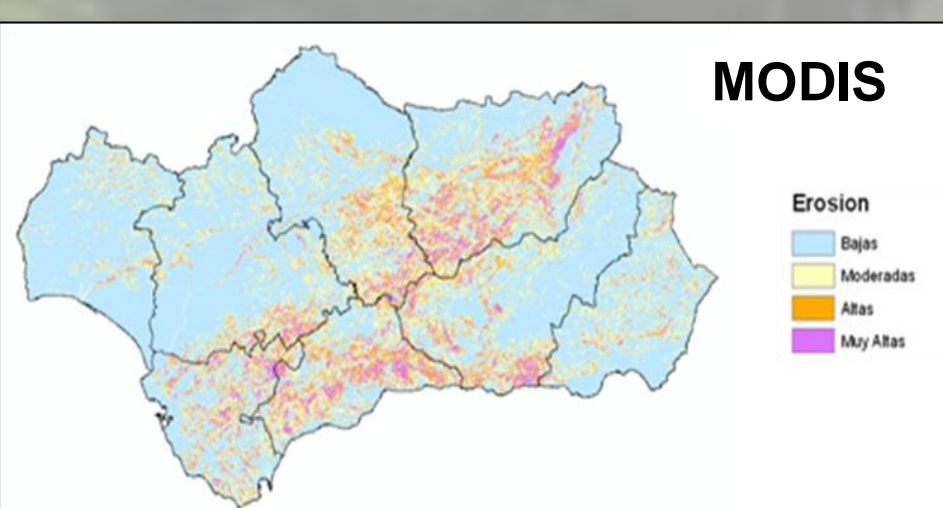 MODIS
Erosion
Bajas
Moderadas
Altas
Muy Altas